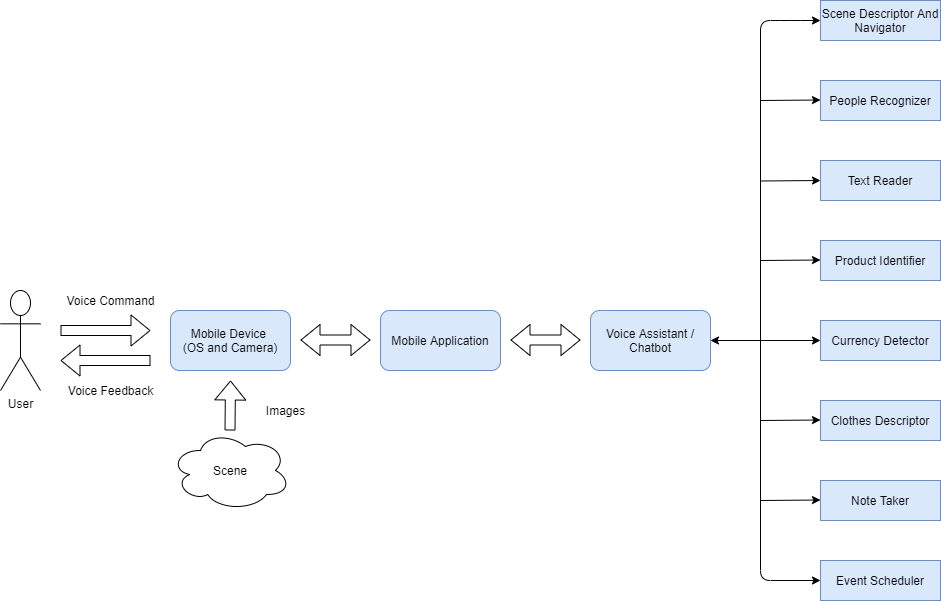 Scene Descriptor And
Navigator
People Recognizer
Text Reader
Product Identifier
Voice Command
Mobile Device
(OS and Camera)
Mobile Application
Voice Assistant /
Chatbot
Currency Detector
Voice Feedback
User
Images
Clothes Descriptor
Scene
Note Taker
Event Scheduler